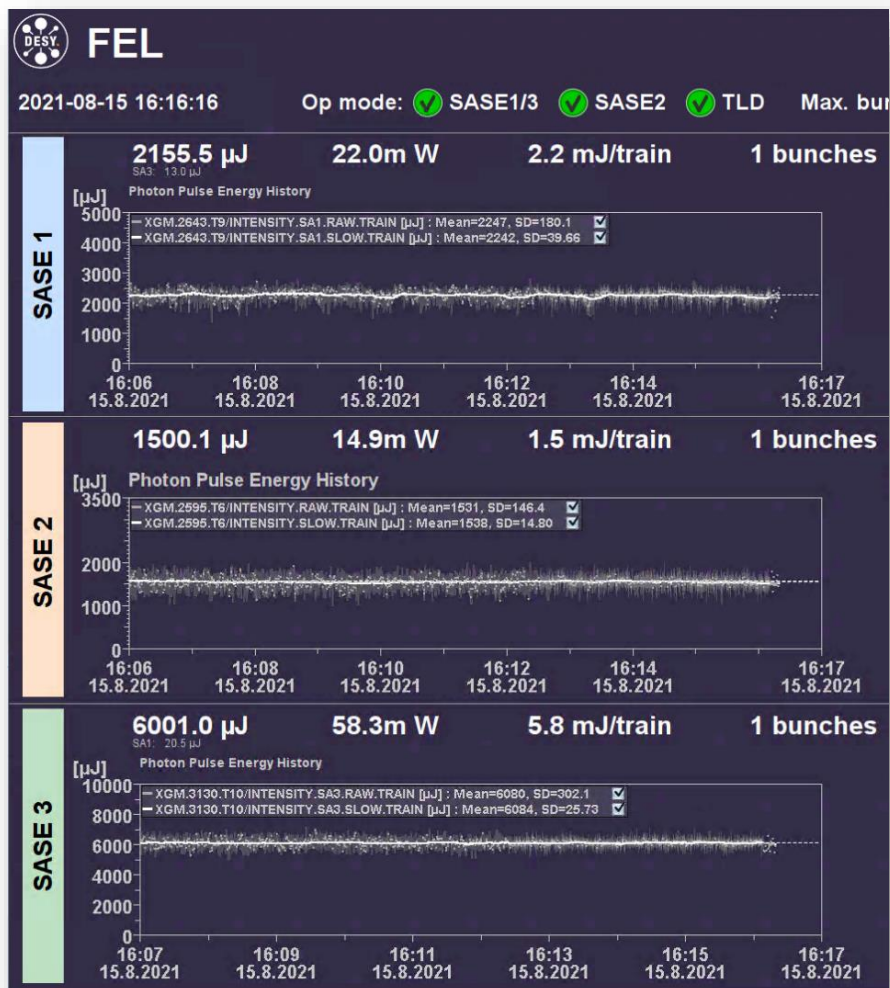 DESY.
FEL
2021-08-15 16:16:16 Op mode: SASE1/3 SASE2 TLD Max. bun
SASE 1
2155.5 µJ 22.0m W 2.2 mJ/train 1 bunches
SA3: 13.0 µJ
[µJ] Photon Pulse Energy History
XGM.2643.T9/INTENSITY.SA1.RAW.TRAIN [µJ] : Mean=2247, SD=180.1
XGM.2643.T9/INTENSITY.SA1.SLOW.TRAIN [µJ] : Mean=2242, SD=39.66
5000
4000
3000
2000
1000
0
16:06 16:08 16:10 16:12 16:14 16:17
15.8.2021 15.8.2021 15.8.2021 15.8.2021 15.8.2021 15.8.2021
SASE 2
1500.1 µJ 14.9m W 1.5 mJ/train 1 bunches
[µJ] Photon Pulse Energy History
XGM.2595.T6/INTENSITY.RAW.TRAIN [µJ] : Mean=1531, SD=146.4
XGM.2595.T6/INTENSITY.SLOW.TRAIN [µJ] : Mean=1538, SD=14.80
3500
2000
1000
0
16:06 16:08 16:10 16:12 16:14 16:17
15.8.2021 15.8.2021 15.8.2021 15.8.2021 15.8.2021 15.8.2021
SASE 3
6001.0 µJ 58.3m W 5.8 mJ/train 1 bunches
SA1: 20.5 µJ
[µJ] Photon Pulse Energy History
XGM.3130.T10/INTENSITY.SA3.RAW.TRAIN [µJ] : Mean=6080, SD=302.1
XGM.3130.T10/INTENSITY.SA3.SLOW.TRAIN [µJ] : Mean=6084, SD=25.73
10000
8000
6000
4000
2000
0
16:07 16:09 16:11 16:13 16:15 16:17
15.8.2021 15.8.2021 15.8.2021 15.8.2021 15.8.2021 15.8.2021